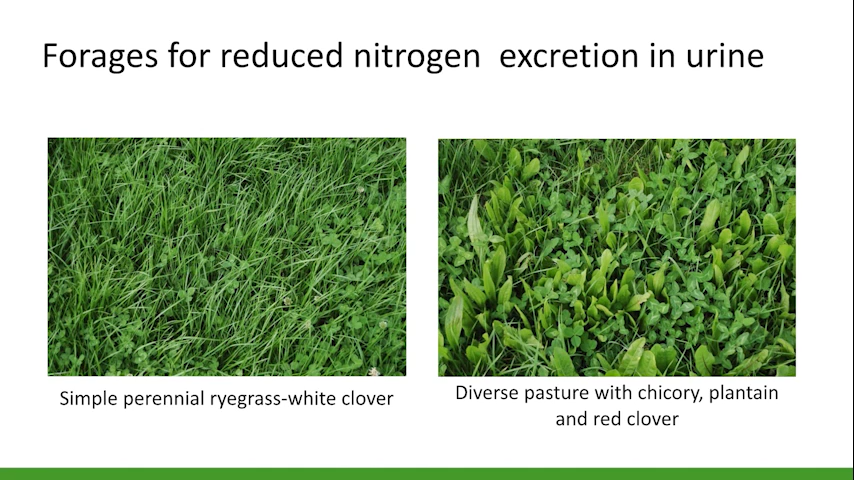 Forages for reduced nitrogen  excretion in urine
Simple perennial ryegrass-white clover
Diverse pasture with chicory, plantain
and red clover